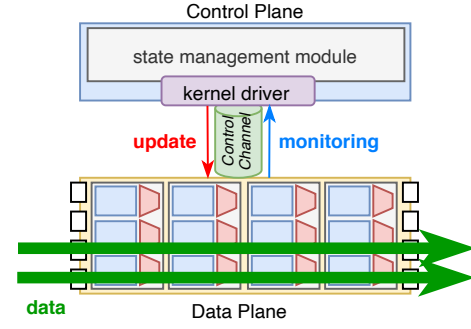 Control Plane
state management module
kernel driver
update
Control
Channel
monitoring
data
Data Plane